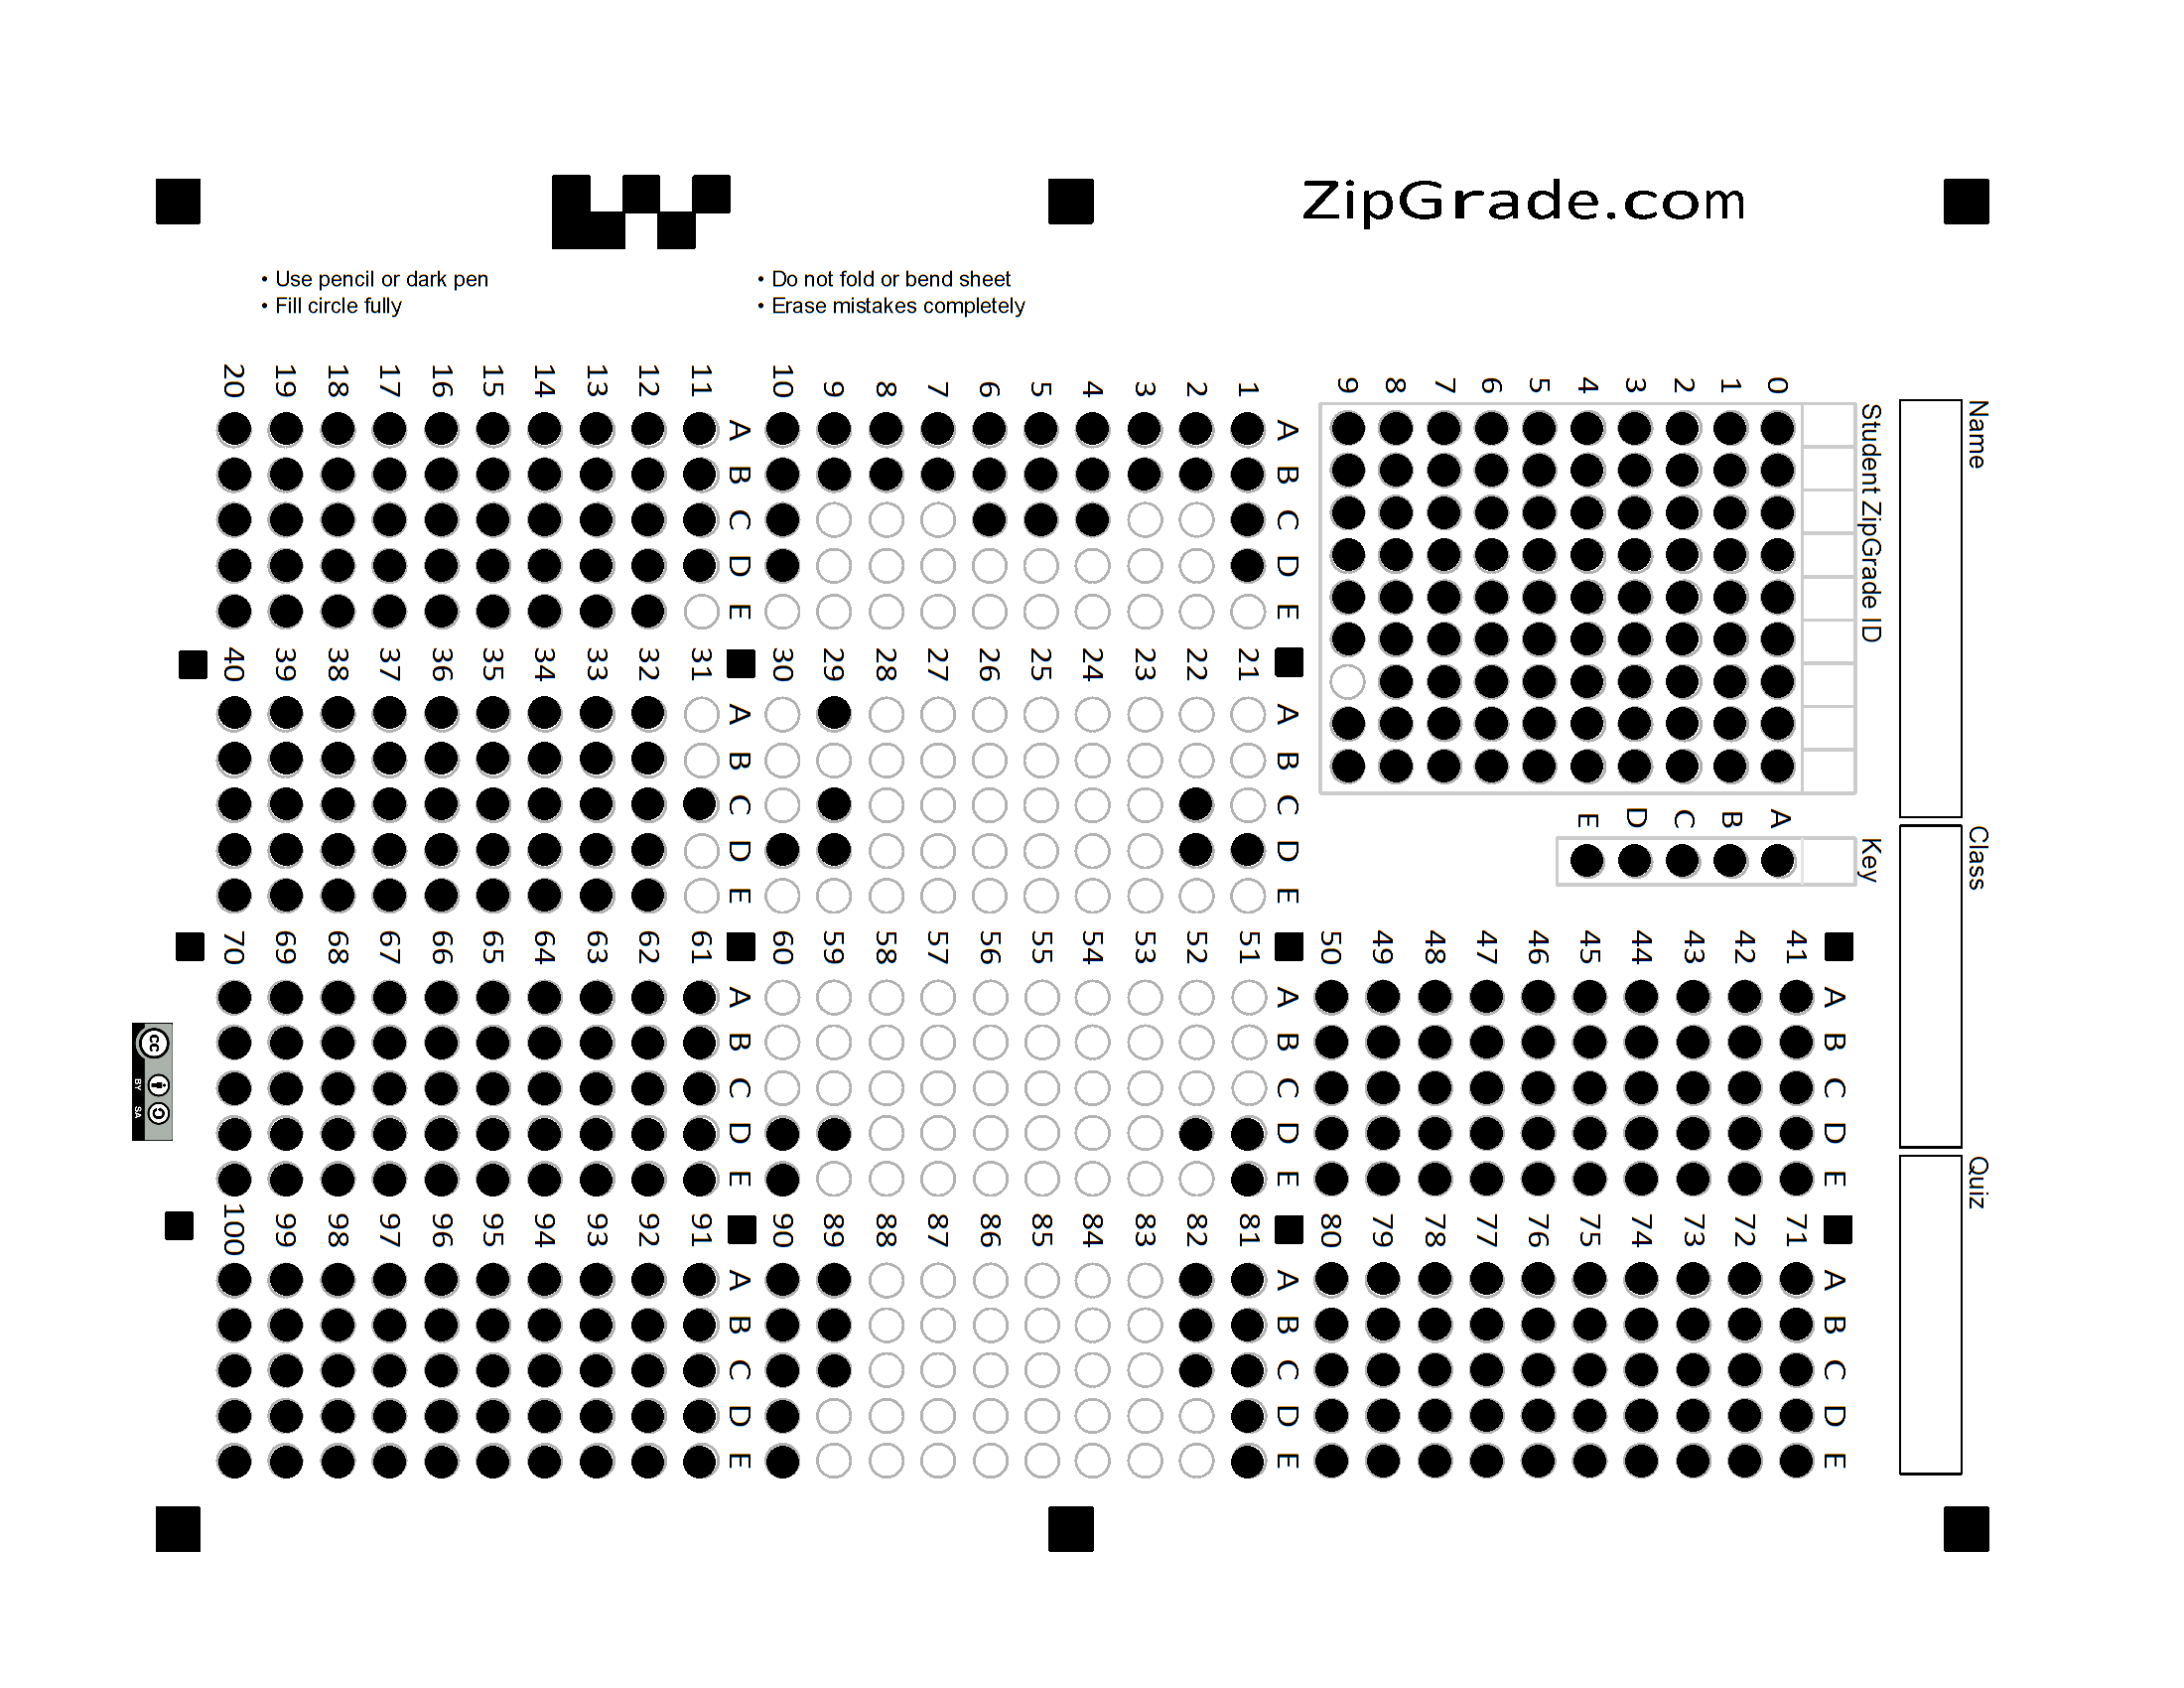 ZipGrade.com
• Use pencil or dark pen
• Fill circle fully
• Do not fold or bend sheet
• Erase mistakes completely
Name
Class
Quiz
Student ZipGrade ID
0 1 2 3 4 5 6 7 8 9
Key
A B C D E
A B C D E
1 2 3 4 5 6 7 8 9 10
A B C D E
11 12 13 14 15 16 17 18 19 20
A B C D E
21 22 23 24 25 26 27 28 29 30
A B C D E
31 32 33 34 35 36 37 38 39 40
A B C D E
41 42 43 44 45 46 47 48 49 50
A B C D E
51 52 53 54 55 56 57 58 59 60
A B C D E
61 62 63 64 65 66 67 68 69 70
A B C D E
71 72 73 74 75 76 77 78 79 80
A B C D E
81 82 83 84 85 86 87 88 89 90
A B C D E
91 92 93 94 95 96 97 98 99 100
cc
BY SA